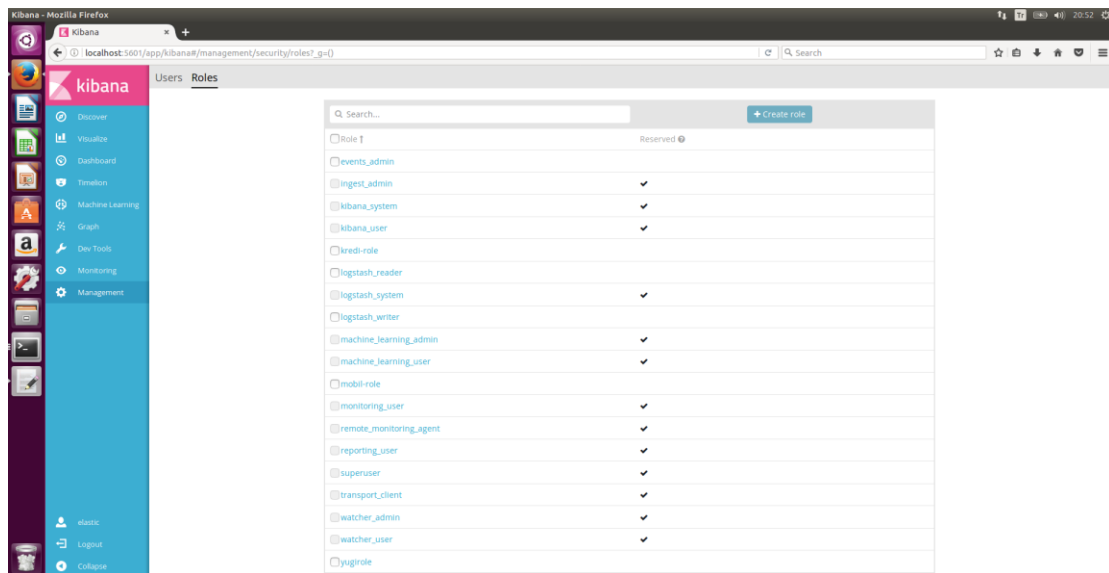 Kibana - Mozilla Firefox
Tr
20:52
Kibana
localhost:5601/app/kibana#/management/security/roles?_g=()
Search
kibana
Users Roles
Discover
Visualize
Dashboard
Timelion
Machine Learning
Graph
Dev Tools
Monitoring
Management
elastic
Logout
Collapse
Search...
+ Create role
Role
Reserved
events_admin
ingest_admin
kibana_system
kibana_user
kredi-role
logstash_reader
logstash_system
logstash_writer
machine_learning_admin
machine_learning_user
mobil-role
monitoring_user
remote_monitoring_agent
reporting_user
superuser
transport_client
watcher_admin
watcher_user
yugirole